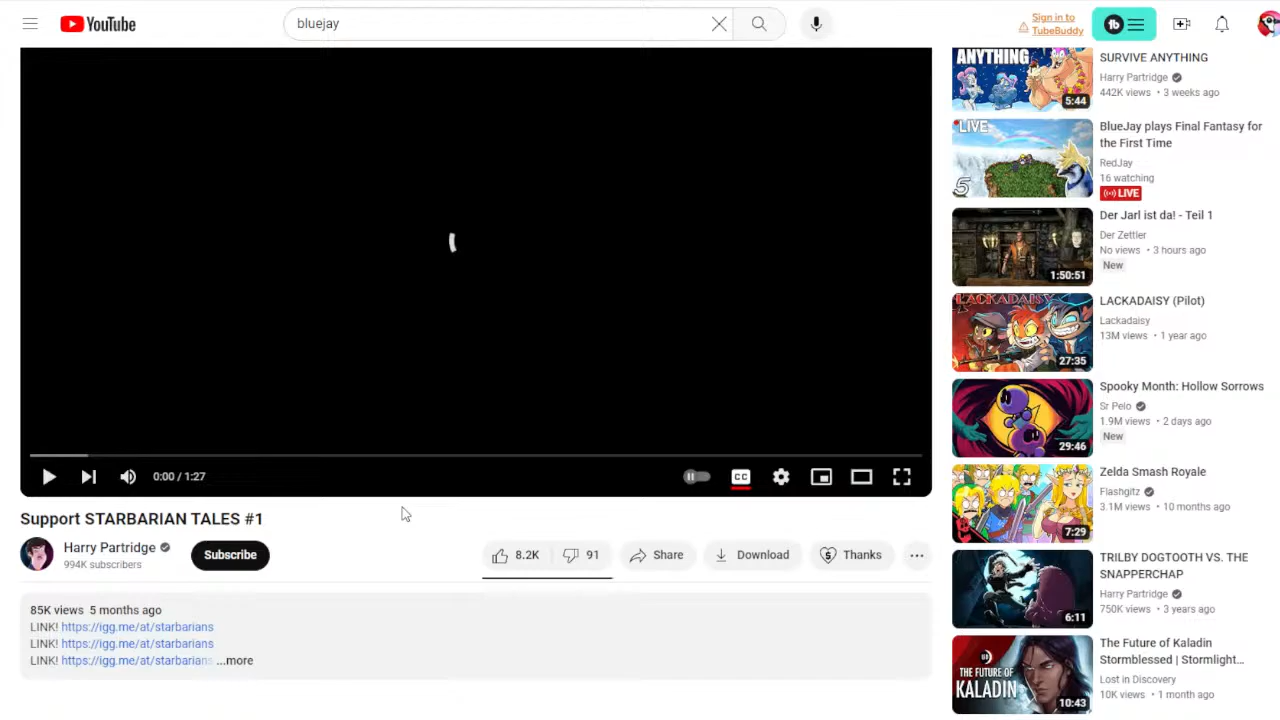 YouTube
bluejay
Sign in to
TubeBuddy
0:00 / 1:27
CC
Support STARBARIAN TALES #1
Harry Partridge
994K subscribers
Subscribe
8.2K
91
Share
Download
Thanks
85K views 5 months ago
LINK! https://igg.me/at/starbarians
LINK! https://igg.me/at/starbarians
LINK! https://igg.me/at/starbarians ...more
ANYTHING
5:44
SURVIVE ANYTHING
Harry Partridge
442K views • 3 weeks ago
LIVE
5
BlueJay plays Final Fantasy for
the First Time
RedJay
16 watching
LIVE
1:50:51
Der Jarl ist da! - Teil 1
Der Zettler
No views • 3 hours ago
New
LACKADAISY
27:35
LACKADAISY (Pilot)
Lackadaisy
13M views • 1 year ago
29:46
Spooky Month: Hollow Sorrows
Sr Pelo
1.9M views • 2 days ago
New
7:29
Zelda Smash Royale
Flashgitz
3.1M views • 10 months ago
6:11
TRILBY DOGTOOTH VS. THE
SNAPPERCHAP
Harry Partridge
750K views • 3 years ago
THE FUTURE OF
KALADIN
10:43
The Future of Kaladin
Stormblessed | Stormlight...
Lost in Discovery
10K views • 1 month ago